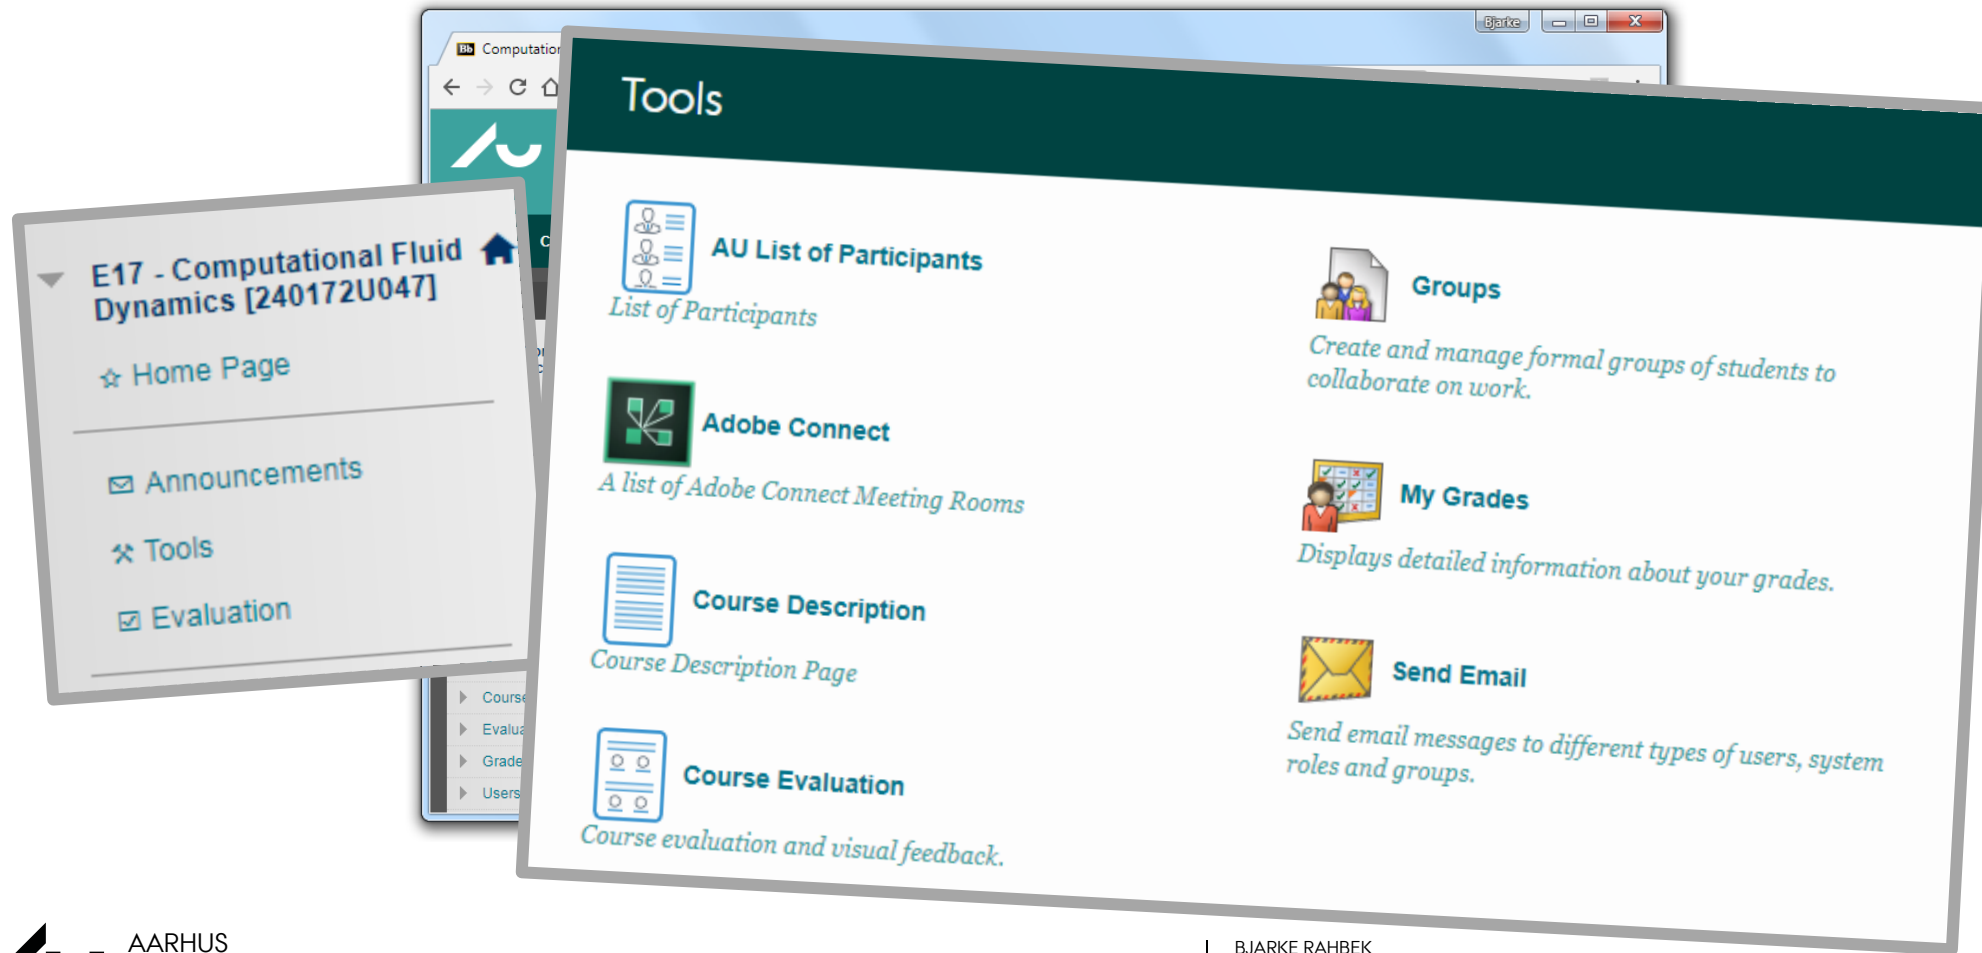 Bjarke
Bb Computation
Tools
E17 - Computational Fluid
Dynamics [240172U047]
Home Page
Announcements
Tools
Evaluation
AU List of Participants
List of Participants
Adobe Connect
A list of Adobe Connect Meeting Rooms
Course Description
Course Description Page
Course Evaluation
Course evaluation and visual feedback.
Groups
Create and manage formal groups of students to
collaborate on work.
My Grades
Displays detailed information about your grades.
Send Email
Send email messages to different types of users, system
roles and groups.
Course
Evalua
Grade
Users
AARHUS
BJARKE RAHBEK